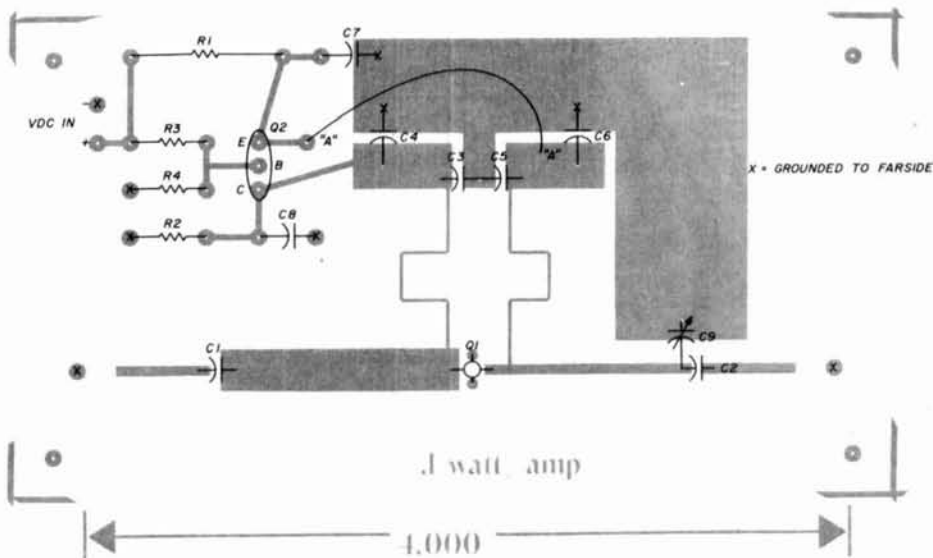 R1
C7
X
VDC IN
+
R3
E
Q2
"A"
C4
X
"A"
X
C6
R4
B
C3
C5
X = GROUNDED TO FARSIDE
X
C
R2
C8
X
X
C1
Q1
C9
C2
X
X
watt amp
4.000